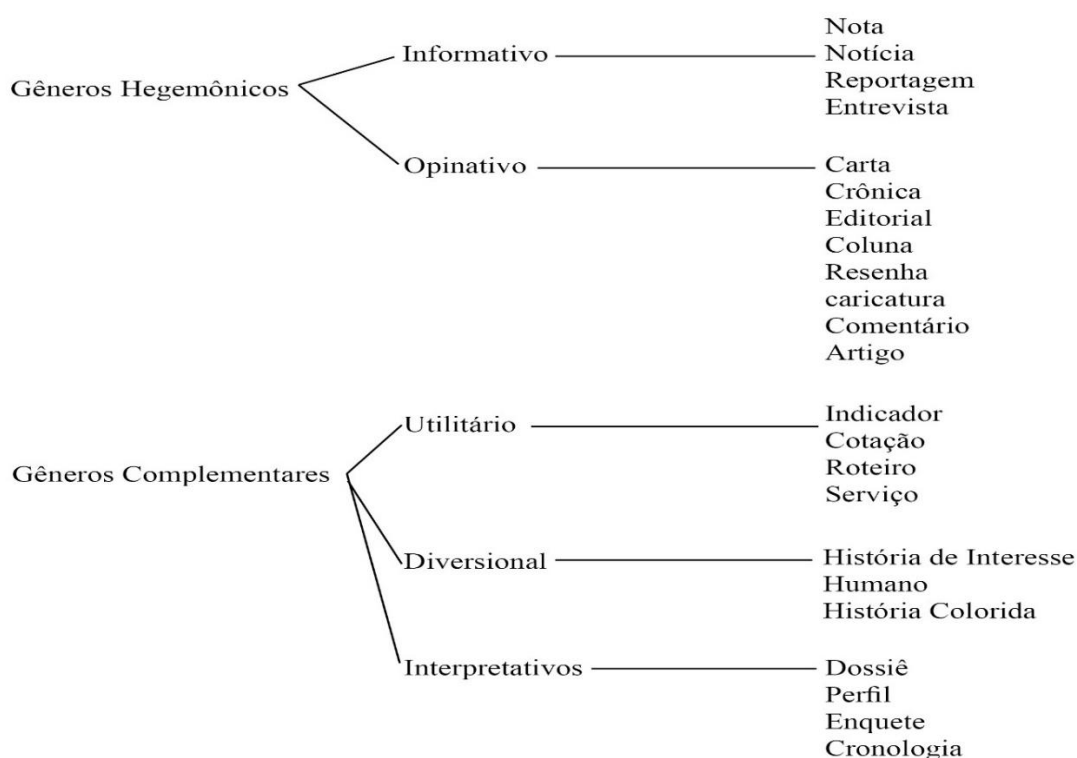 Gêneros Hegemônicos
Informativo
Nota
Notícia
Reportagem
Entrevista
Opinativo
Carta
Crônica
Editorial
Coluna
Resenha
caricatura
Comentário
Artigo
Gêneros Complementares
Utilitário
Indicador
Cotação
Roteiro
Serviço
Diversional
História de Interesse
Humano
História Colorida
Interpretativos
Dossiê
Perfil
Enquete
Cronologia